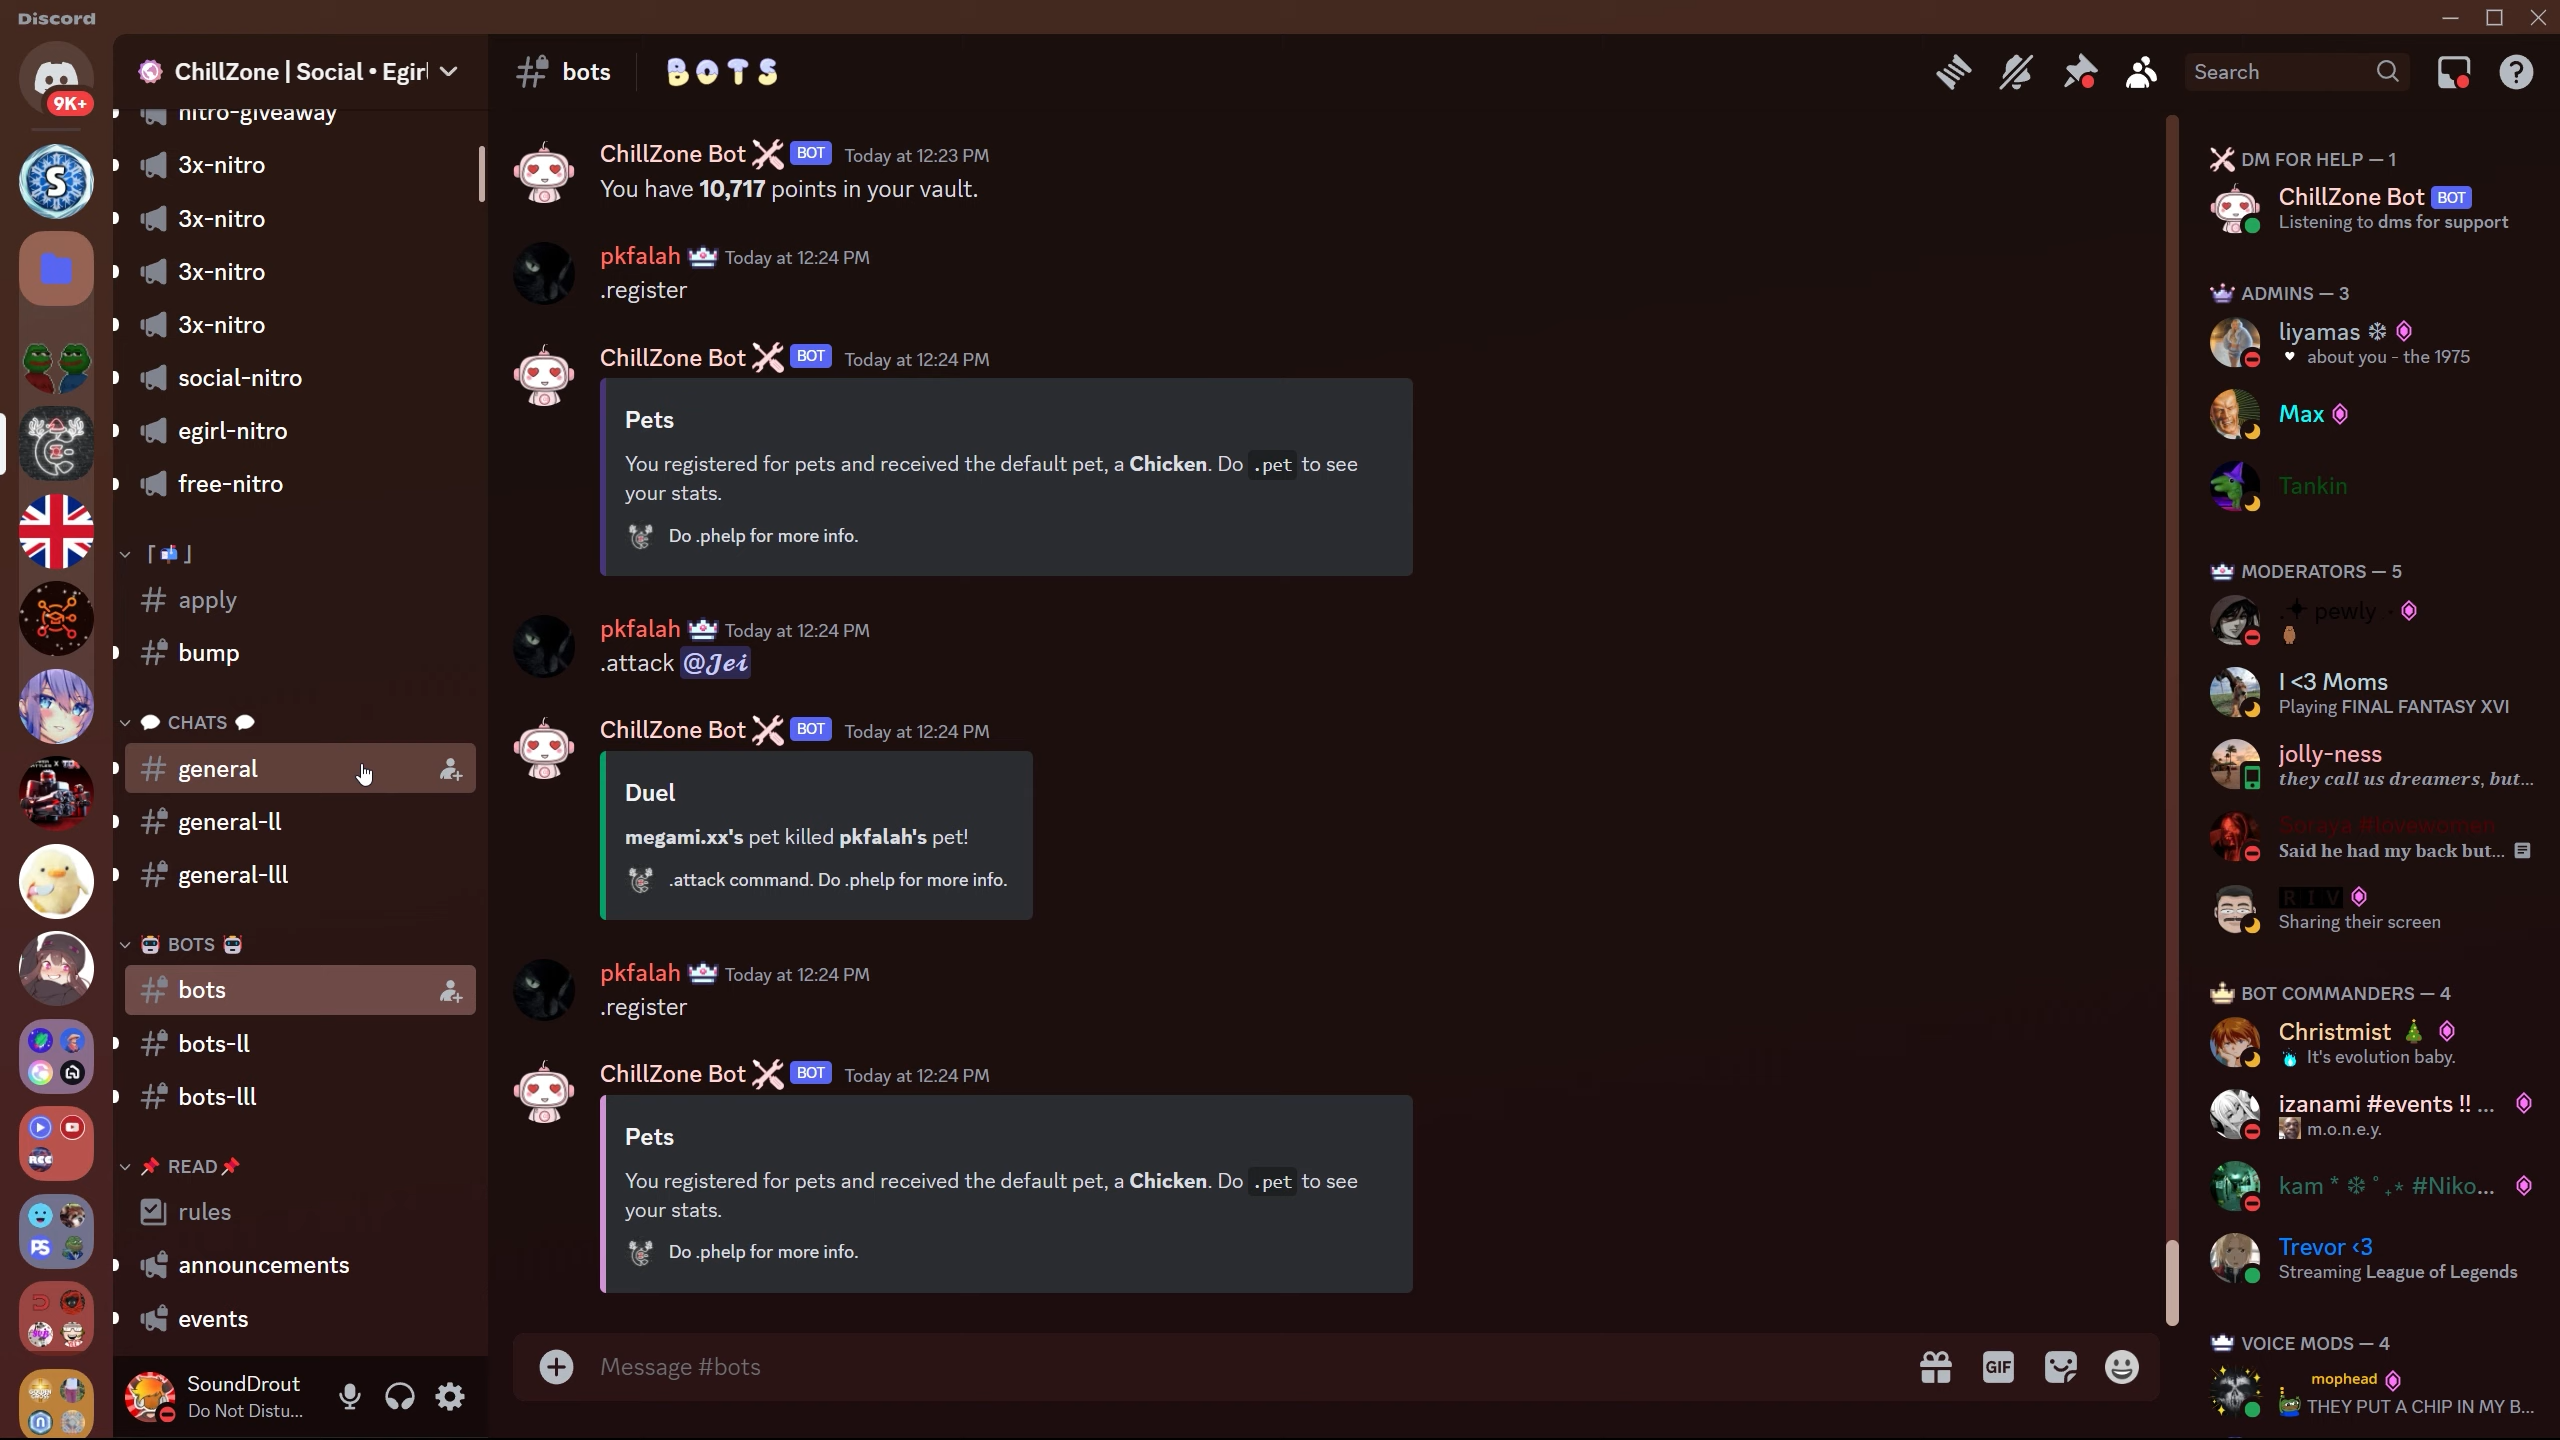 Discord
9K+
ChillZone | Social • Egirl
nitro-giveaway
3x-nitro
3x-nitro
3x-nitro
3x-nitro
social-nitro
egirl-nitro
free-nitro
「📬」
apply
bump
💬 CHATS 💬
general
general-ll
general-lll
🤖 BOTS 🤖
bots
bots-ll
bots-lll
📌 READ📌
rules
announcements
events
SoundDrout
Do Not Distu...
bots
BOTS
Search
ChillZone Bot BOT Today at 12:23 PM
You have 10,717 points in your vault.
pkfalah Today at 12:24 PM
.register
ChillZone Bot BOT Today at 12:24 PM
Pets
You registered for pets and received the default pet, a Chicken. Do .pet to see
your stats.
Do .phelp for more info.
pkfalah Today at 12:24 PM
.attack @𝓙𝓮𝓲
ChillZone Bot BOT Today at 12:24 PM
Duel
megami.xx's pet killed pkfalah's pet!
.attack command. Do .phelp for more info.
pkfalah Today at 12:24 PM
.register
ChillZone Bot BOT Today at 12:24 PM
Pets
You registered for pets and received the default pet, a Chicken. Do .pet to see
your stats.
Do .phelp for more info.
Message #bots
GIF
DM FOR HELP — 1
ChillZone Bot BOT
Listening to dms for support
ADMINS — 3
liyamas ❄
about you - the 1975
Max
Tankin
MODERATORS — 5
.✦ pewly ·
I <3 Moms
Playing FINAL FANTASY XVI
jolly-ness
they call us dreamers, but...
Soraya #lovewomen
Said he had my back but...
R I V
Sharing their screen
BOT COMMANDERS — 4
Christmist 🎄
It's evolution baby.
izanami #events !! ...
m.o.n.e.y.
kam * ❄ ° ₊⋆ #Niko...
Trevor <3
Streaming League of Legends
VOICE MODS — 4
mophead
THEY PUT A CHIP IN MY B...
S
PS
RCC